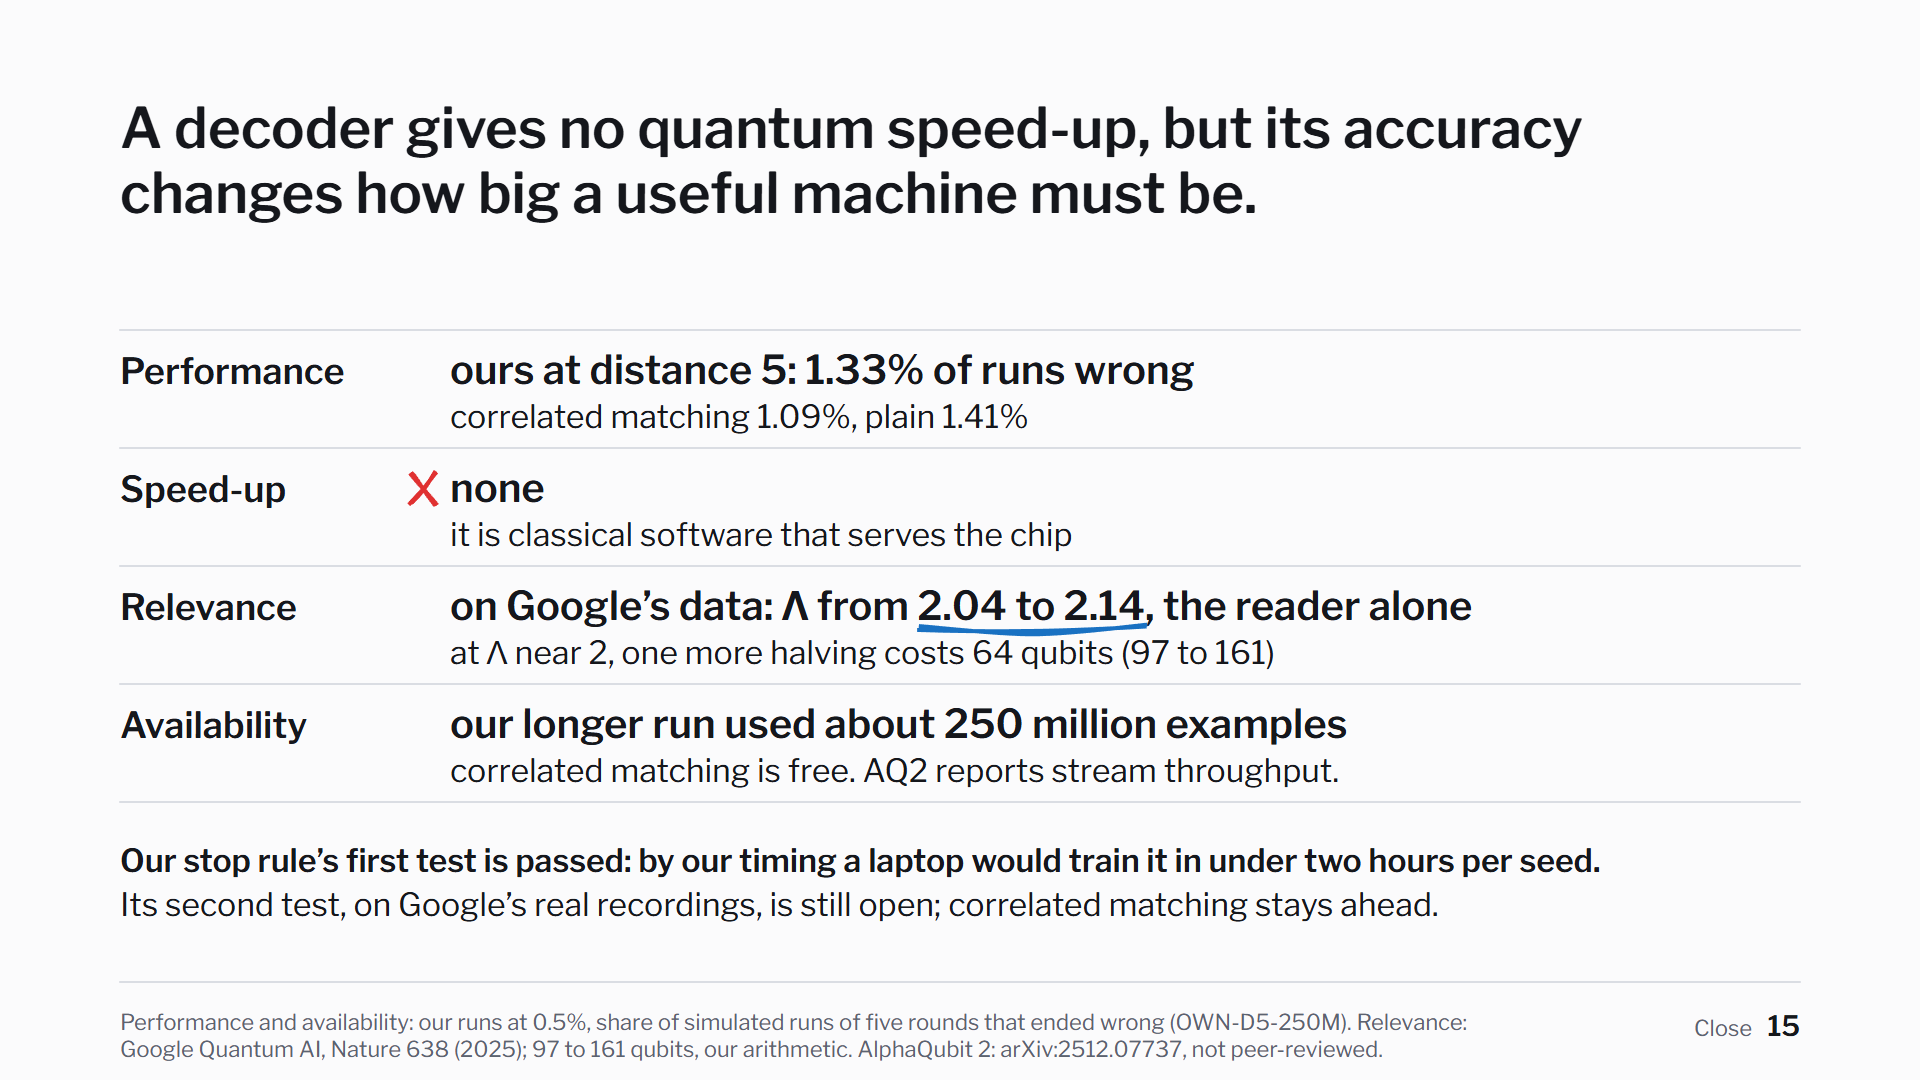 A decoder gives no quantum speed-up, but its accuracy
changes how big a useful machine must be.
Performance
ours at distance 5: 1.33% of runs wrong
correlated matching 1.09%, plain 1.41%
Speed-up
none
it is classical software that serves the chip
Relevance
on Google’s data: Λ from 2.04 to 2.14, the reader alone
at Λ near 2, one more halving costs 64 qubits (97 to 161)
Availability
our longer run used about 250 million examples
correlated matching is free. AQ2 reports stream throughput.
Our stop rule’s first test is passed: by our timing a laptop would train it in under two hours per seed.
Its second test, on Google’s real recordings, is still open; correlated matching stays ahead.
Performance and availability: our runs at 0.5%, share of simulated runs of five rounds that ended wrong (OWN-D5-250M). Relevance:
Google Quantum AI, Nature 638 (2025); 97 to 161 qubits, our arithmetic. AlphaQubit 2: arXiv:2512.07737, not peer-reviewed.
Close 15